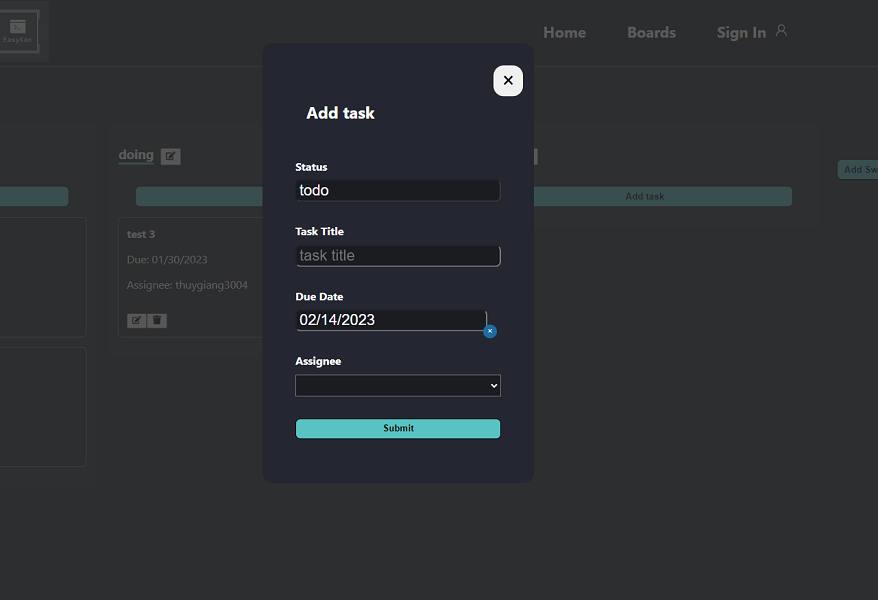 EasyKan
Home
Boards
Sign In
Add task
Status
todo
Task Title
task title
Due Date
02/14/2023
Assignee
Submit
doing
test 3
Due: 01/30/2023
Assignee: thuygiang3004
Add task
Add Sw